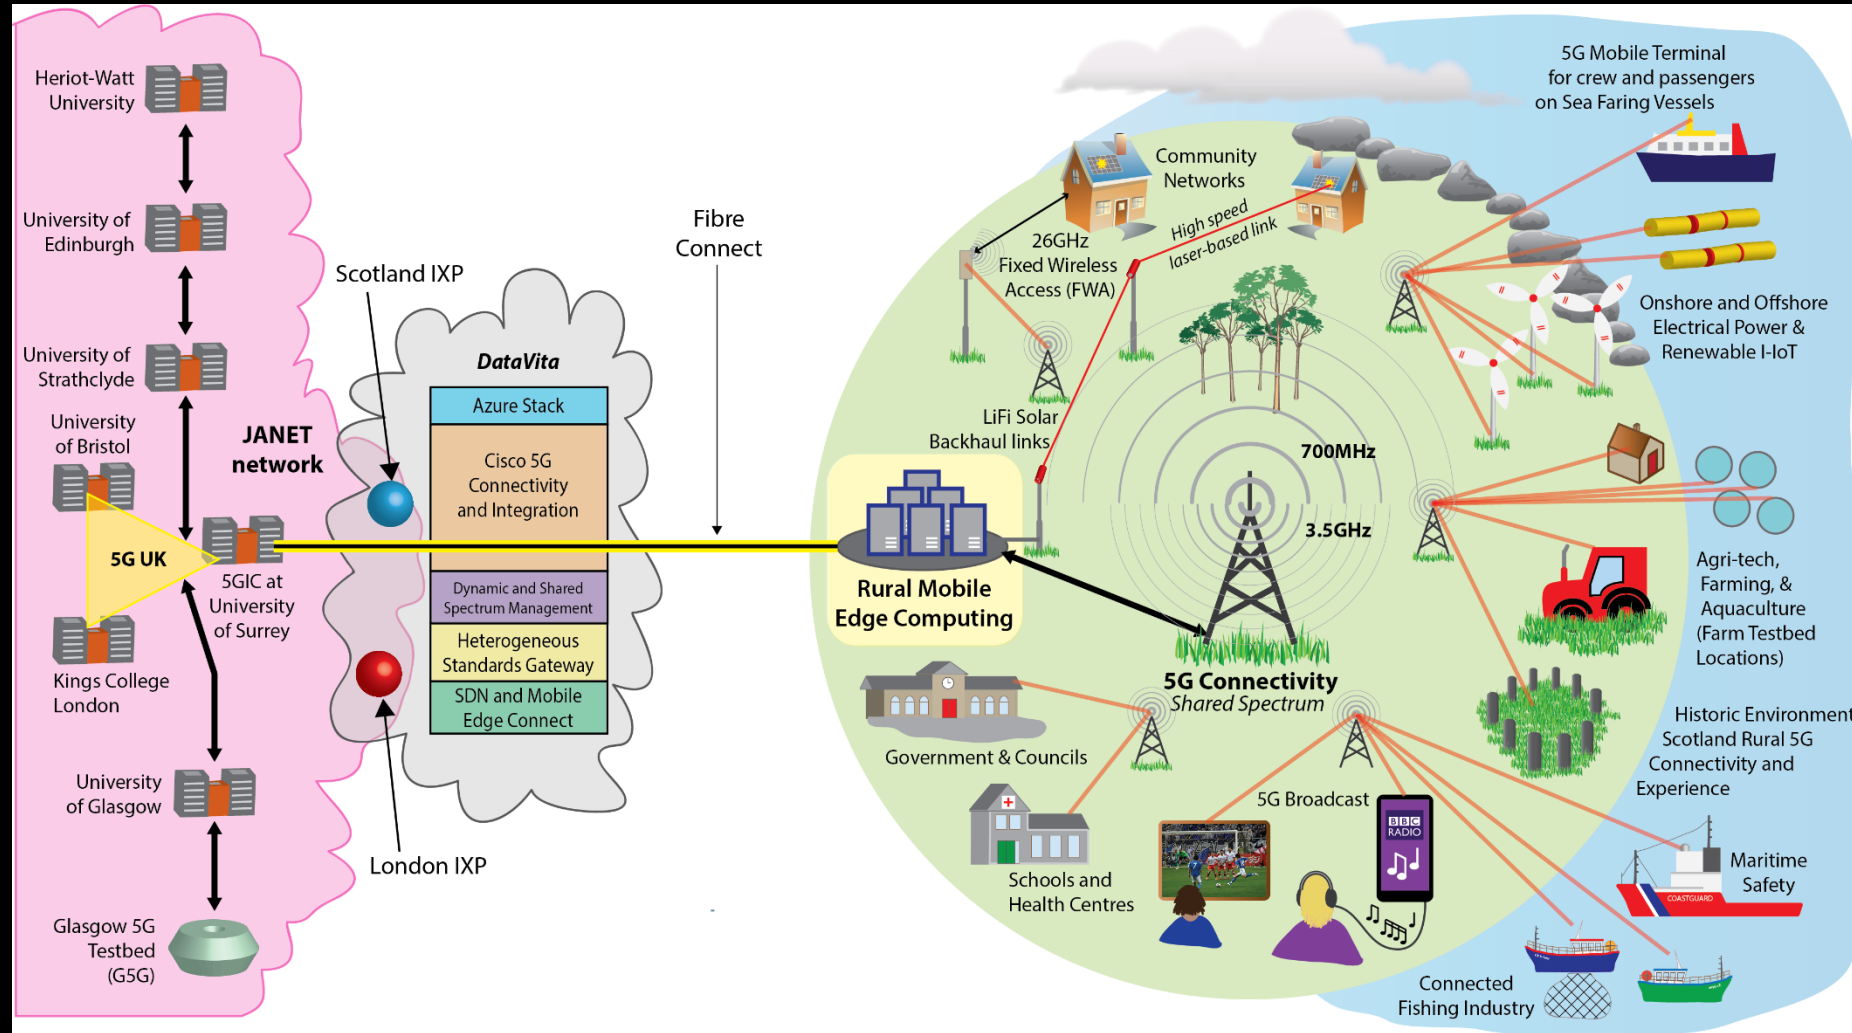 Heriot-Watt
University
University of
Edinburgh
University of
Strathclyde
University
of Bristol
JANET
network
5G UK
5GIC at
University
of Surrey
Kings College
London
University
of Glasgow
Glasgow 5G
Testbed
(G5G)
Scotland IXP
London IXP
DataVita
Azure Stack
Cisco 5G
Connectivity
and Integration
Dynamic and Shared
Spectrum Management
Heterogeneous
Standards Gateway
SDN and Mobile
Edge Connect
Fibre
Connect
Rural Mobile
Edge Computing
Community
Networks
26GHz
Fixed Wireless
Access (FWA)
High speed
laser-based link
LiFi Solar
Backhaul links
700MHz
3.5GHz
5G Connectivity
Shared Spectrum
Government & Councils
Schools and
Health Centres
5G Broadcast
BBC
RADIO
5G Mobile Terminal
for crew and passengers
on Sea Faring Vessels
Onshore and Offshore
Electrical Power &
Renewable I-IoT
Agri-tech,
Farming, &
Aquaculture
(Farm Testbed
Locations)
Historic Environment
Scotland Rural 5G
Connectivity and
Experience
Maritime
Safety
COASTGUARD
Connected
Fishing Industry